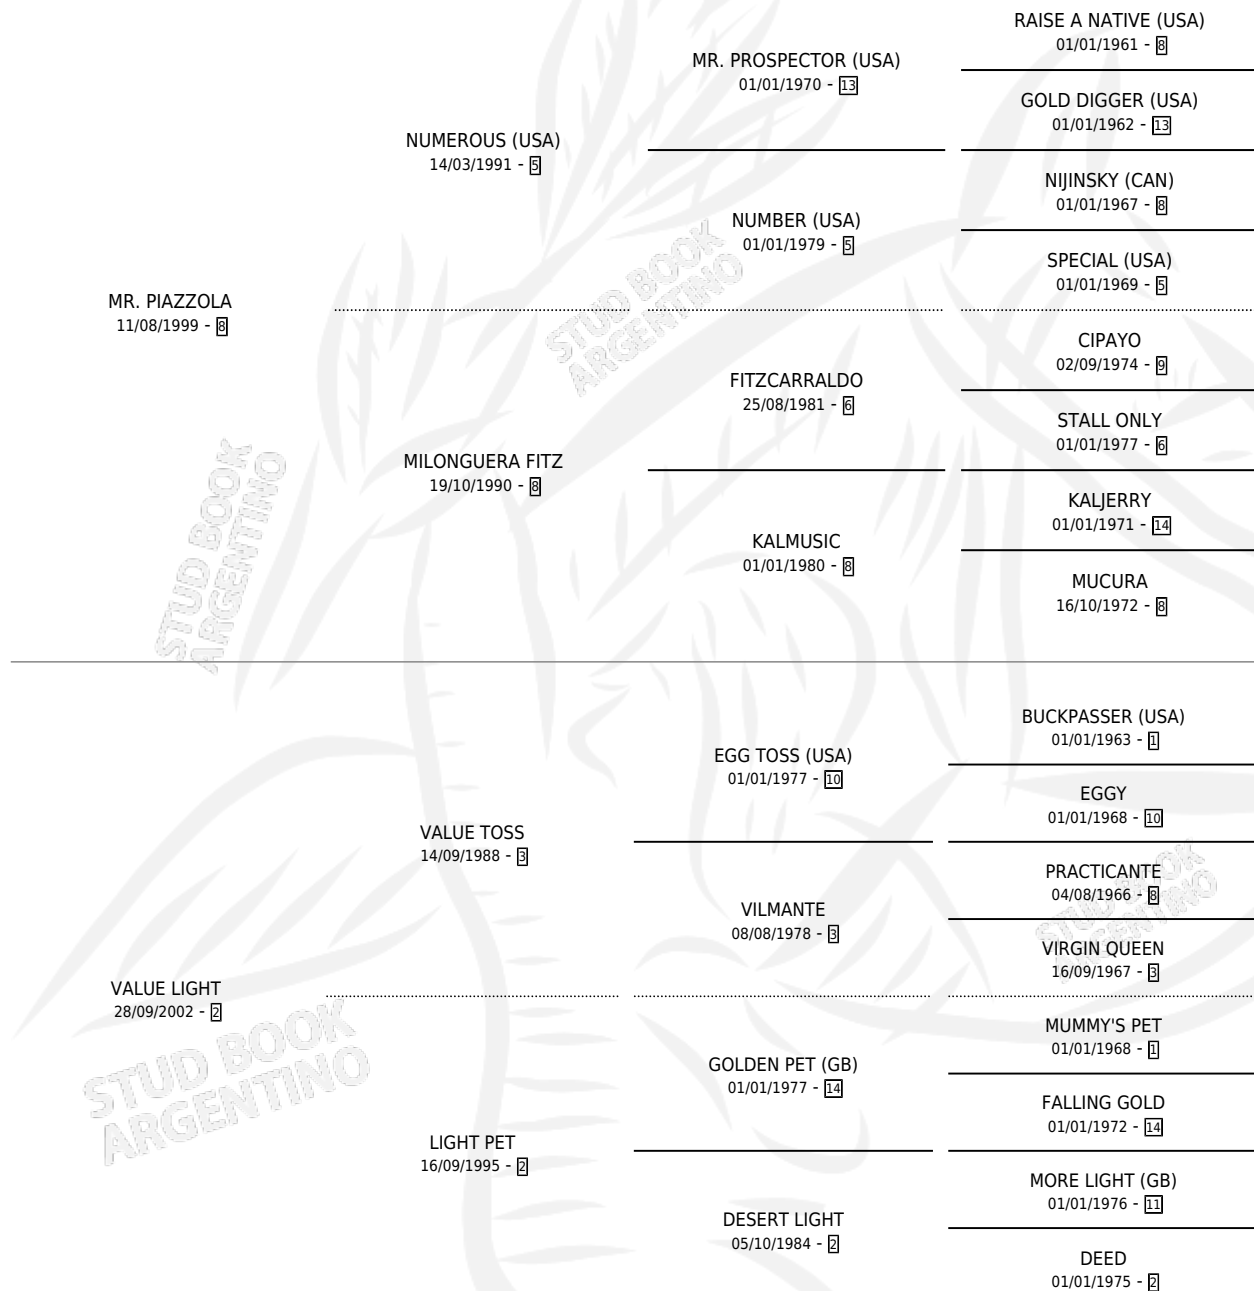 RAISE A NATIVE (USA)
01/01/1961 - 8
MR. PROSPECTOR (USA)
01/01/1970 - 13
GOLD DIGGER (USA)
01/01/1962 - 13
NUMEROUS (USA)
14/03/1991 - 5
NIJINSKY (CAN)
01/01/1967 - 8
NUMBER (USA)
01/01/1979 - 5
SPECIAL (USA)
01/01/1969 - 5
MR. PIAZZOLA
11/08/1999 - 8
CIPAYO
02/09/1974 - 9
FITZCARRALDO
25/08/1981 - 6
STALL ONLY
01/01/1977 - 6
MILONGUERA FITZ
19/10/1990 - 8
KALJERRY
01/01/1971 - 14
KALMUSIC
01/01/1980 - 8
MUCURA
16/10/1972 - 8
STUD BOOK
ARGENTINO
STUD BOOK
ARGENTINO
BUCKPASSER (USA)
01/01/1963 - 1
EGG TOSS (USA)
01/01/1977 - 10
EGGY
01/01/1968 - 10
VALUE TOSS
14/09/1988 - 3
PRACTICANTE
04/08/1966 - 8
VILMANTE
08/08/1978 - 3
VIRGIN QUEEN
16/09/1967 - 3
STUD BOOK
ARGENTINO
VALUE LIGHT
28/09/2002 - 2
MUMMY'S PET
01/01/1968 - 1
GOLDEN PET (GB)
01/01/1977 - 14
FALLING GOLD
01/01/1972 - 14
STUD BOOK
ARGENTINO
LIGHT PET
16/09/1995 - 2
MORE LIGHT (GB)
01/01/1976 - 11
DESERT LIGHT
05/10/1984 - 2
DEED
01/01/1975 - 2